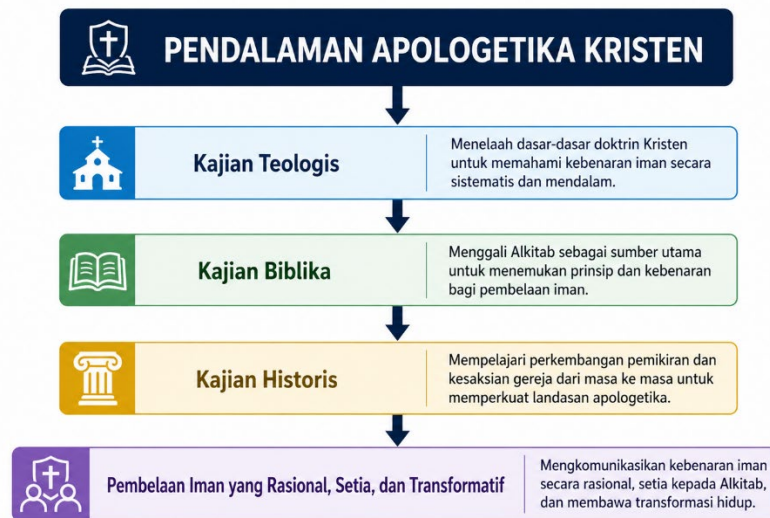 PENDALAMAN APOLOGETIKA KRISTEN
Kajian Teologis
Menelaah dasar-dasar doktrin Kristen
untuk memahami kebenaran iman secara
sistematis dan mendalam.
Kajian Biblika
Menggali Alkitab sebagai sumber utama
untuk menemukan prinsip dan kebenaran
bagi pembelaan iman.
Kajian Historis
Mempelajari perkembangan pemikiran dan
kesaksian gereja dari masa ke masa untuk
memperkuat landasan apologetika.
Pembelaan Iman yang Rasional, Setia, dan Transformatif
Mengkomunikasikan kebenaran iman
secara rasional, setia kepada Alkitab,
dan membawa transformasi hidup.